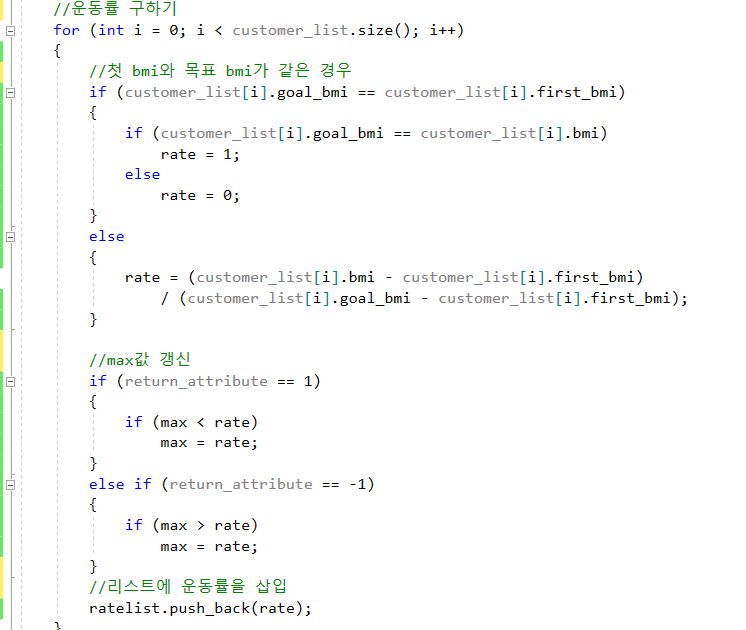 //운동률 구하기
for (int i = 0; i < customer_list.size(); i++)
{
    //첫 bmi와 목표 bmi가 같은 경우
    if (customer_list[i].goal_bmi == customer_list[i].first_bmi)
    {
        if (customer_list[i].goal_bmi == customer_list[i].bmi)
            rate = 1;
        else
            rate = 0;
    }
    else
    {
        rate = (customer_list[i].bmi - customer_list[i].first_bmi)
            / (customer_list[i].goal_bmi - customer_list[i].first_bmi);
    }

    //max값 갱신
    if (return_attribute == 1)
    {
        if (max < rate)
            max = rate;
    }
    else if (return_attribute == -1)
    {
        if (max > rate)
            max = rate;
    }
    //리스트에 운동률을 삽입
    ratelist.push_back(rate);
}